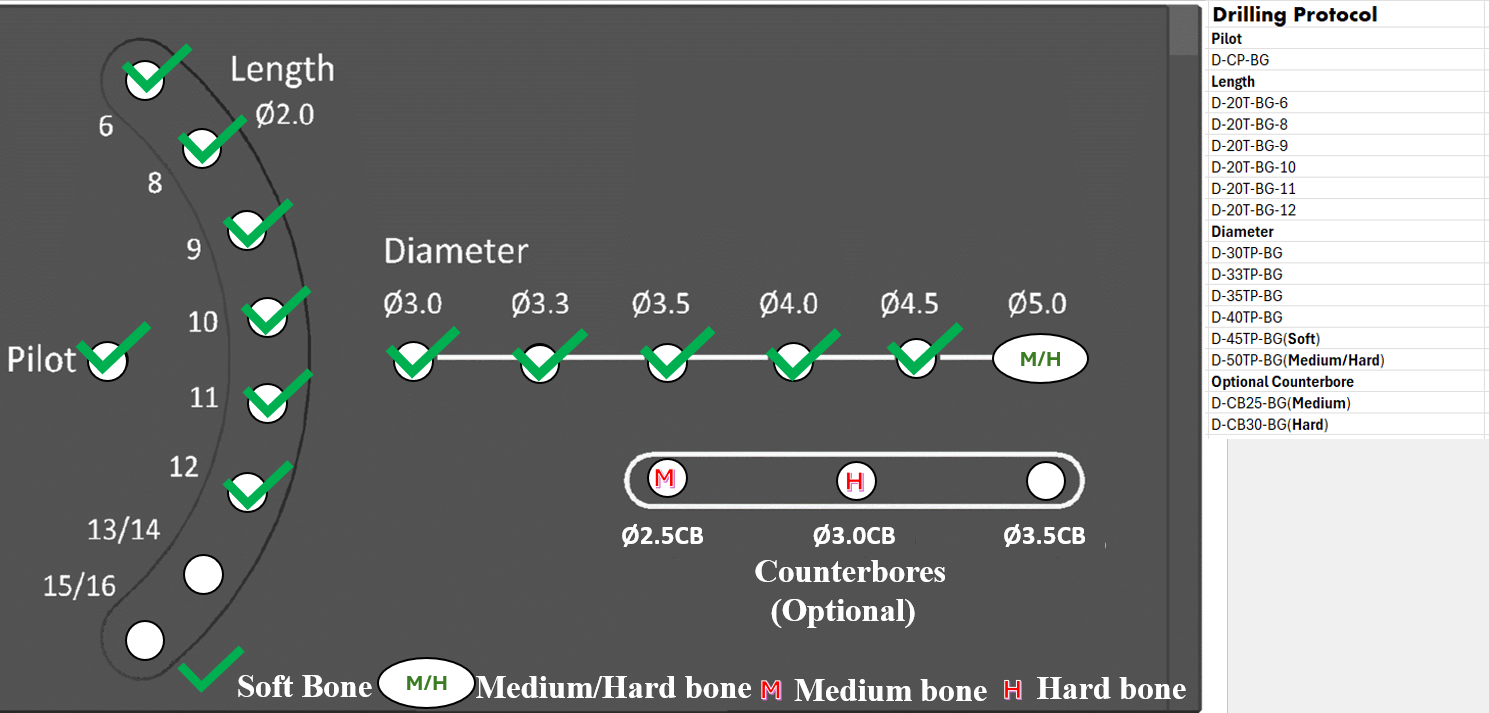 Length
Ø2.0
6
8
9
10
Pilot
11
12
13/14
15/16
Diameter
Ø3.0 Ø3.3 Ø3.5 Ø4.0 Ø4.5 Ø5.0
M/H
M H
Ø2.5CB Ø3.0CB Ø3.5CB
Counterbores
(Optional)
Soft Bone M/H Medium/Hard bone M Medium bone H Hard bone
Drilling Protocol
Pilot
D-CP-BG
Length
D-20T-BG-6
D-20T-BG-8
D-20T-BG-9
D-20T-BG-10
D-20T-BG-11
D-20T-BG-12
Diameter
D-30TP-BG
D-33TP-BG
D-35TP-BG
D-40TP-BG
D-45TP-BG(Soft)
D-50TP-BG(Medium/Hard)
Optional Counterbore
D-CB25-BG(Medium)
D-CB30-BG(Hard)